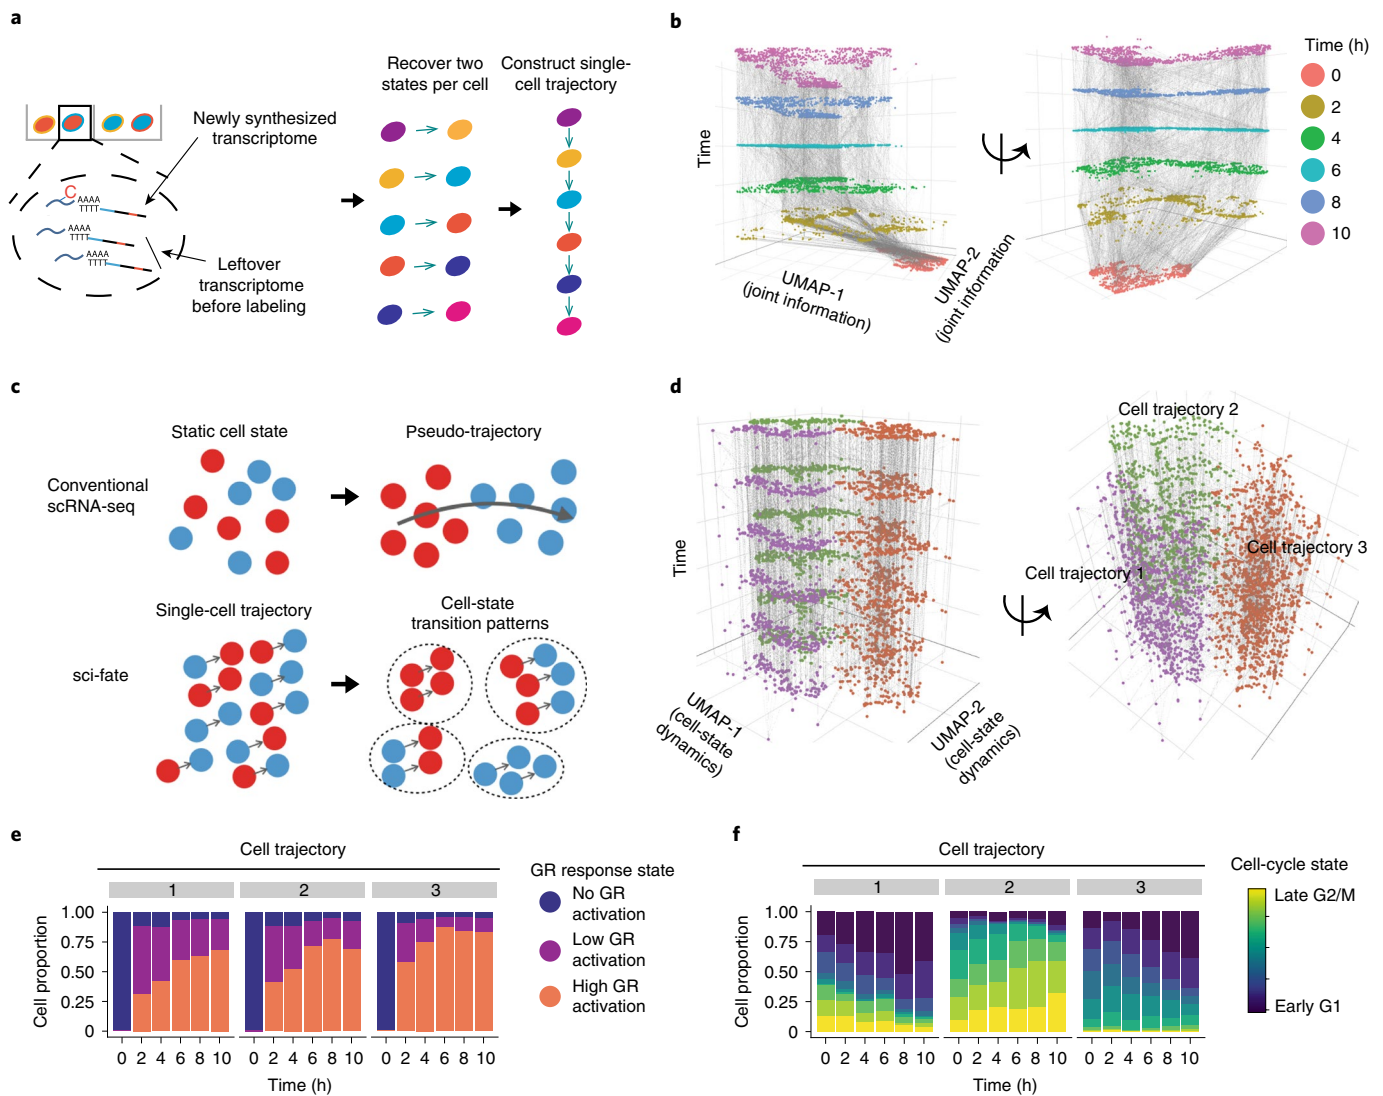 a
Newly synthesized
transcriptome
C
AAAA
TTTT
AAAA
TTTT
AAAA
TTTT
Leftover
transcriptome
before labeling
Recover two
states per cell
Construct single-
cell trajectory
b
Time
UMAP-1
(joint information)
UMAP-2
(joint information)
Time (h)
0
2
4
6
8
10
c
Static cell state
Pseudo-trajectory
Conventional
scRNA-seq
Single-cell trajectory
Cell-state
transition patterns
sci-fate
d
Time
UMAP-1
(cell-state
dynamics)
UMAP-2
(cell-state
dynamics)
Cell trajectory 2
Cell trajectory 3
Cell trajectory 1
e
Cell trajectory
1 2 3
Cell proportion
1.00
0.75
0.50
0.25
0
0 2 4 6 8 10 0 2 4 6 8 10 0 2 4 6 8 10
Time (h)
GR response state
No GR
activation
Low GR
activation
High GR
activation
f
Cell trajectory
1 2 3
Cell proportion
1.00
0.75
0.50
0.25
0
0 2 4 6 8 10 0 2 4 6 8 10 0 2 4 6 8 10
Time (h)
Cell-cycle state
Late G2/M
Early G1